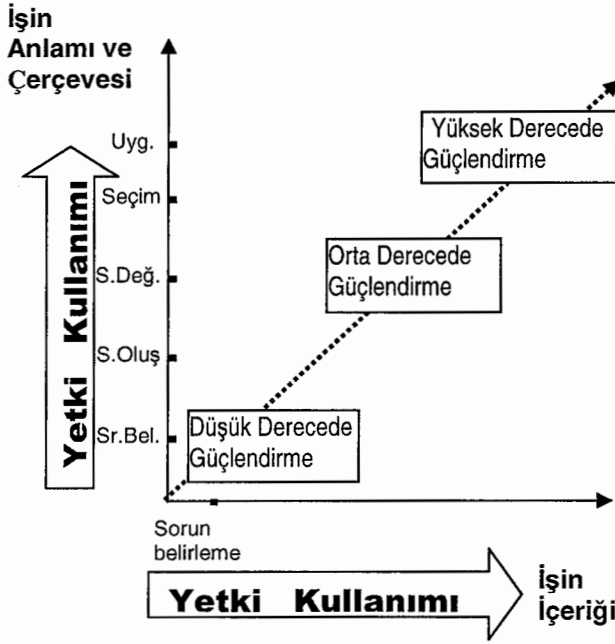 İşin
Anlamı ve
Çerçevesi
Uyg.
Seçim
S.Değ.
S.Oluş
Sr.Bel.
Yetki Kullanımı
Yüksek Derecede
Güçlendirme
Orta Derecede
Güçlendirme
Düşük Derecede
Güçlendirme
Sorun
belirleme
Yetki Kullanımı
İşin
İçeriği